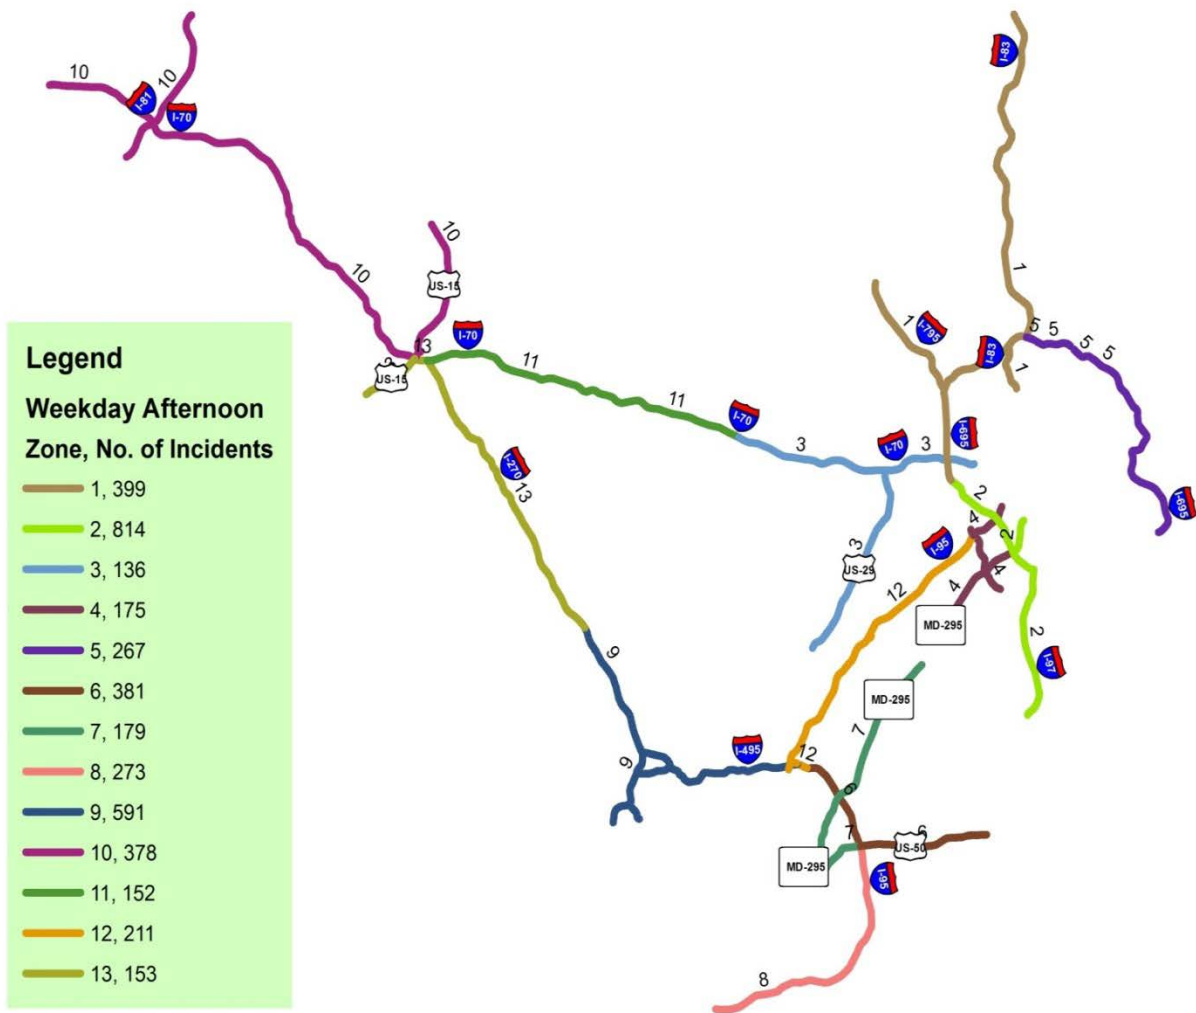 I-83
10
10
I-81
I-70
10
US-15
10
1
I-795
1
I-83
5
5
5
5
1
13
I-70
US-15
11
11
I-70
3
I-70
3
I-695
I-270
13
2
I-695
4
2
I-95
3
US-29
4
4
12
MD-295
2
I-97
9
MD-295
7
9
I-495
12
6
7
6
US-50
MD-295
I-95
8
Legend
Weekday Afternoon
Zone, No. of Incidents
1, 399
2, 814
3, 136
4, 175
5, 267
6, 381
7, 179
8, 273
9, 591
10, 378
11, 152
12, 211
13, 153